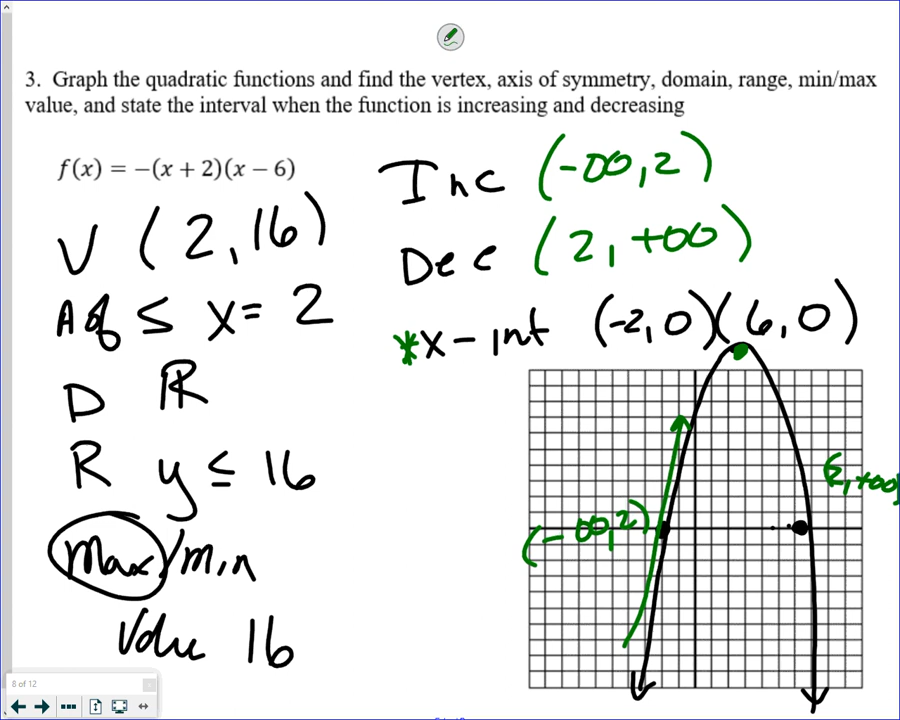 3. Graph the quadratic functions and find the vertex, axis of symmetry, domain, range, min/max
value, and state the interval when the function is increasing and decreasing
f(x) = −(x + 2)(x − 6)
V (2,16)
A of S x= 2
D ℝ
R y ≤ 16
Max/min
Value 16
Inc (-∞,2)
Dec (2,+∞)
*x-int (-2,0)(6,0)
(-∞,2)
(2,+∞)
8 of 12